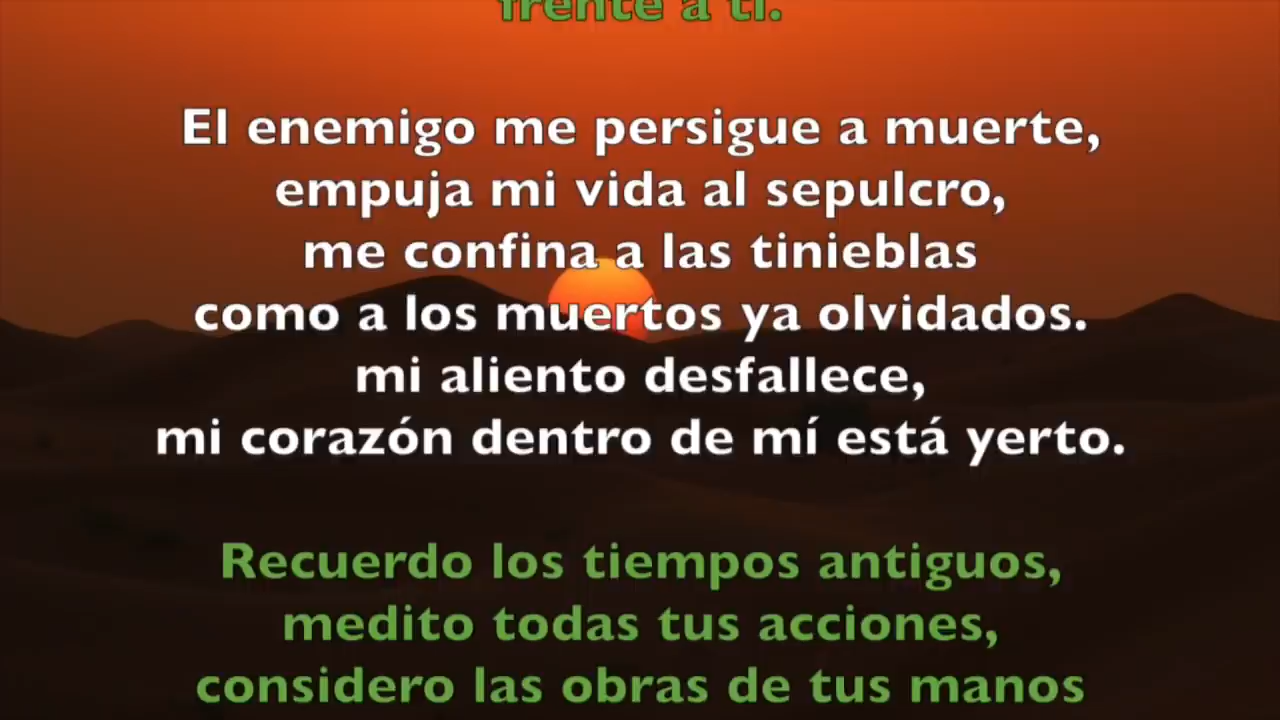 frente a ti.
El enemigo me persigue a muerte,
empuja mi vida al sepulcro,
me confina a las tinieblas
como a los muertos ya olvidados.
mi aliento desfallece,
mi corazón dentro de mí está yerto.
Recuerdo los tiempos antiguos,
medito todas tus acciones,
considero las obras de tus manos